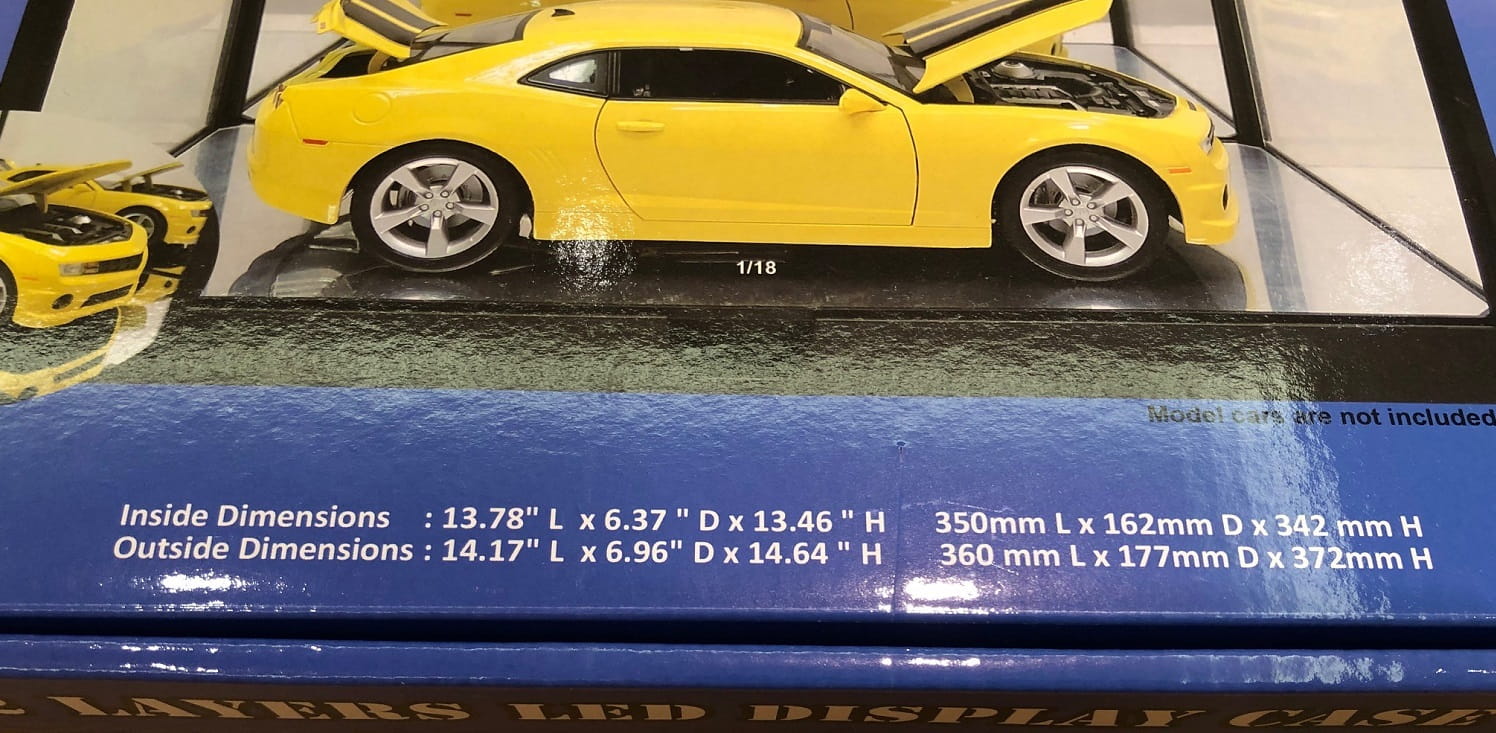 1/18
Model cars are not included
Inside Dimensions : 13.78" L x 6.37 " D x 13.46 " H 350mm L x 162mm D x 342 mm H
Outside Dimensions : 14.17" L x 6.96" D x 14.64 " H 360 mm L x 177mm D x 372mm H
LAYERS LED DISPLAY CASE